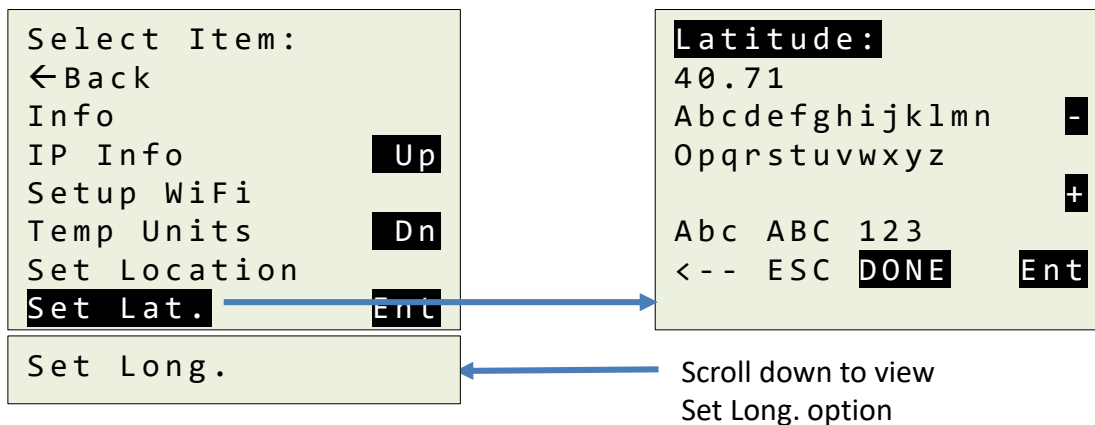 Select Item:
←Back
Info
IP Info Up
Setup WiFi
Temp Units Dn
Set Location
Set Lat. Ent
Set Long.
Latitude:
40.71
Abcdefghijklmn -
Opqrstuvwxyz
+
Abc ABC 123
<-- ESC DONE Ent
Scroll down to view
Set Long. option